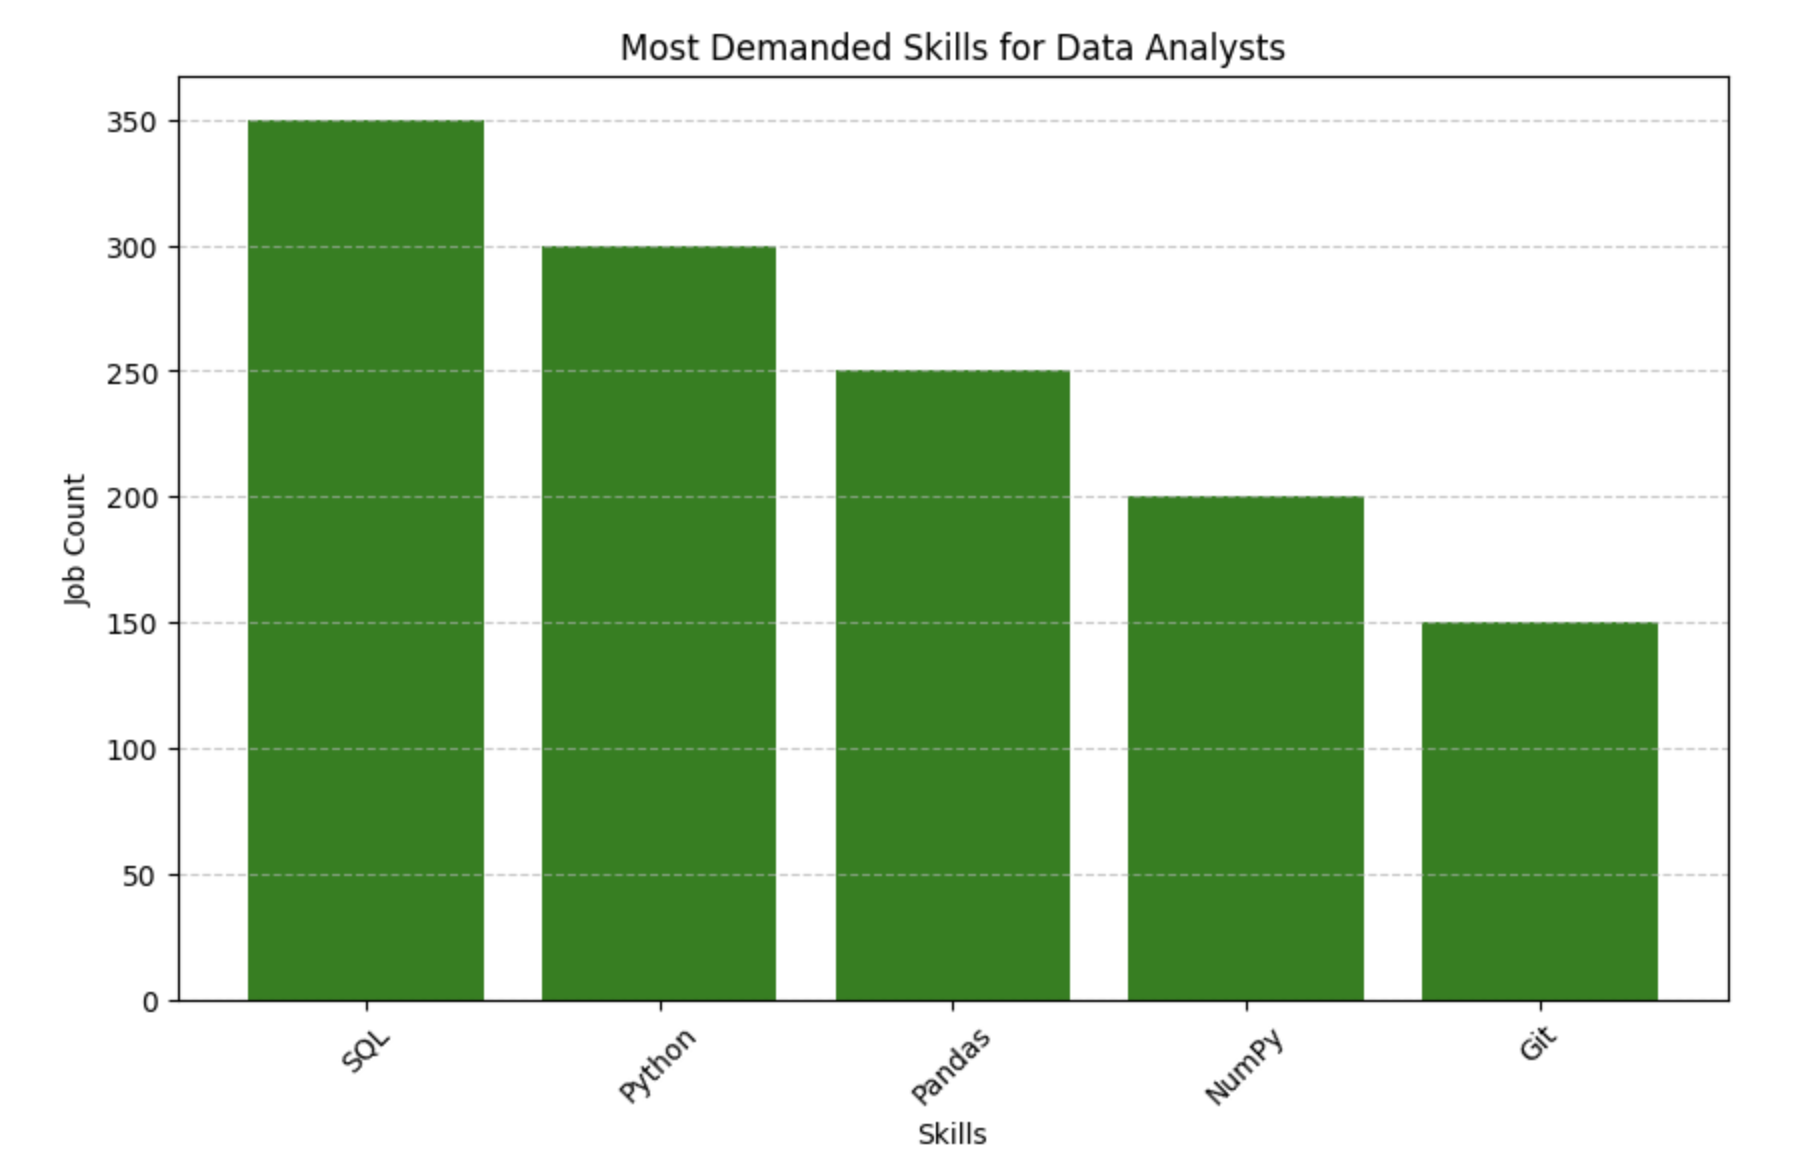 Most Demanded Skills for Data Analysts
350
300
250
200
150
100
50
0
Job Count
SQL
Python
Pandas
NumPy
Git
Skills